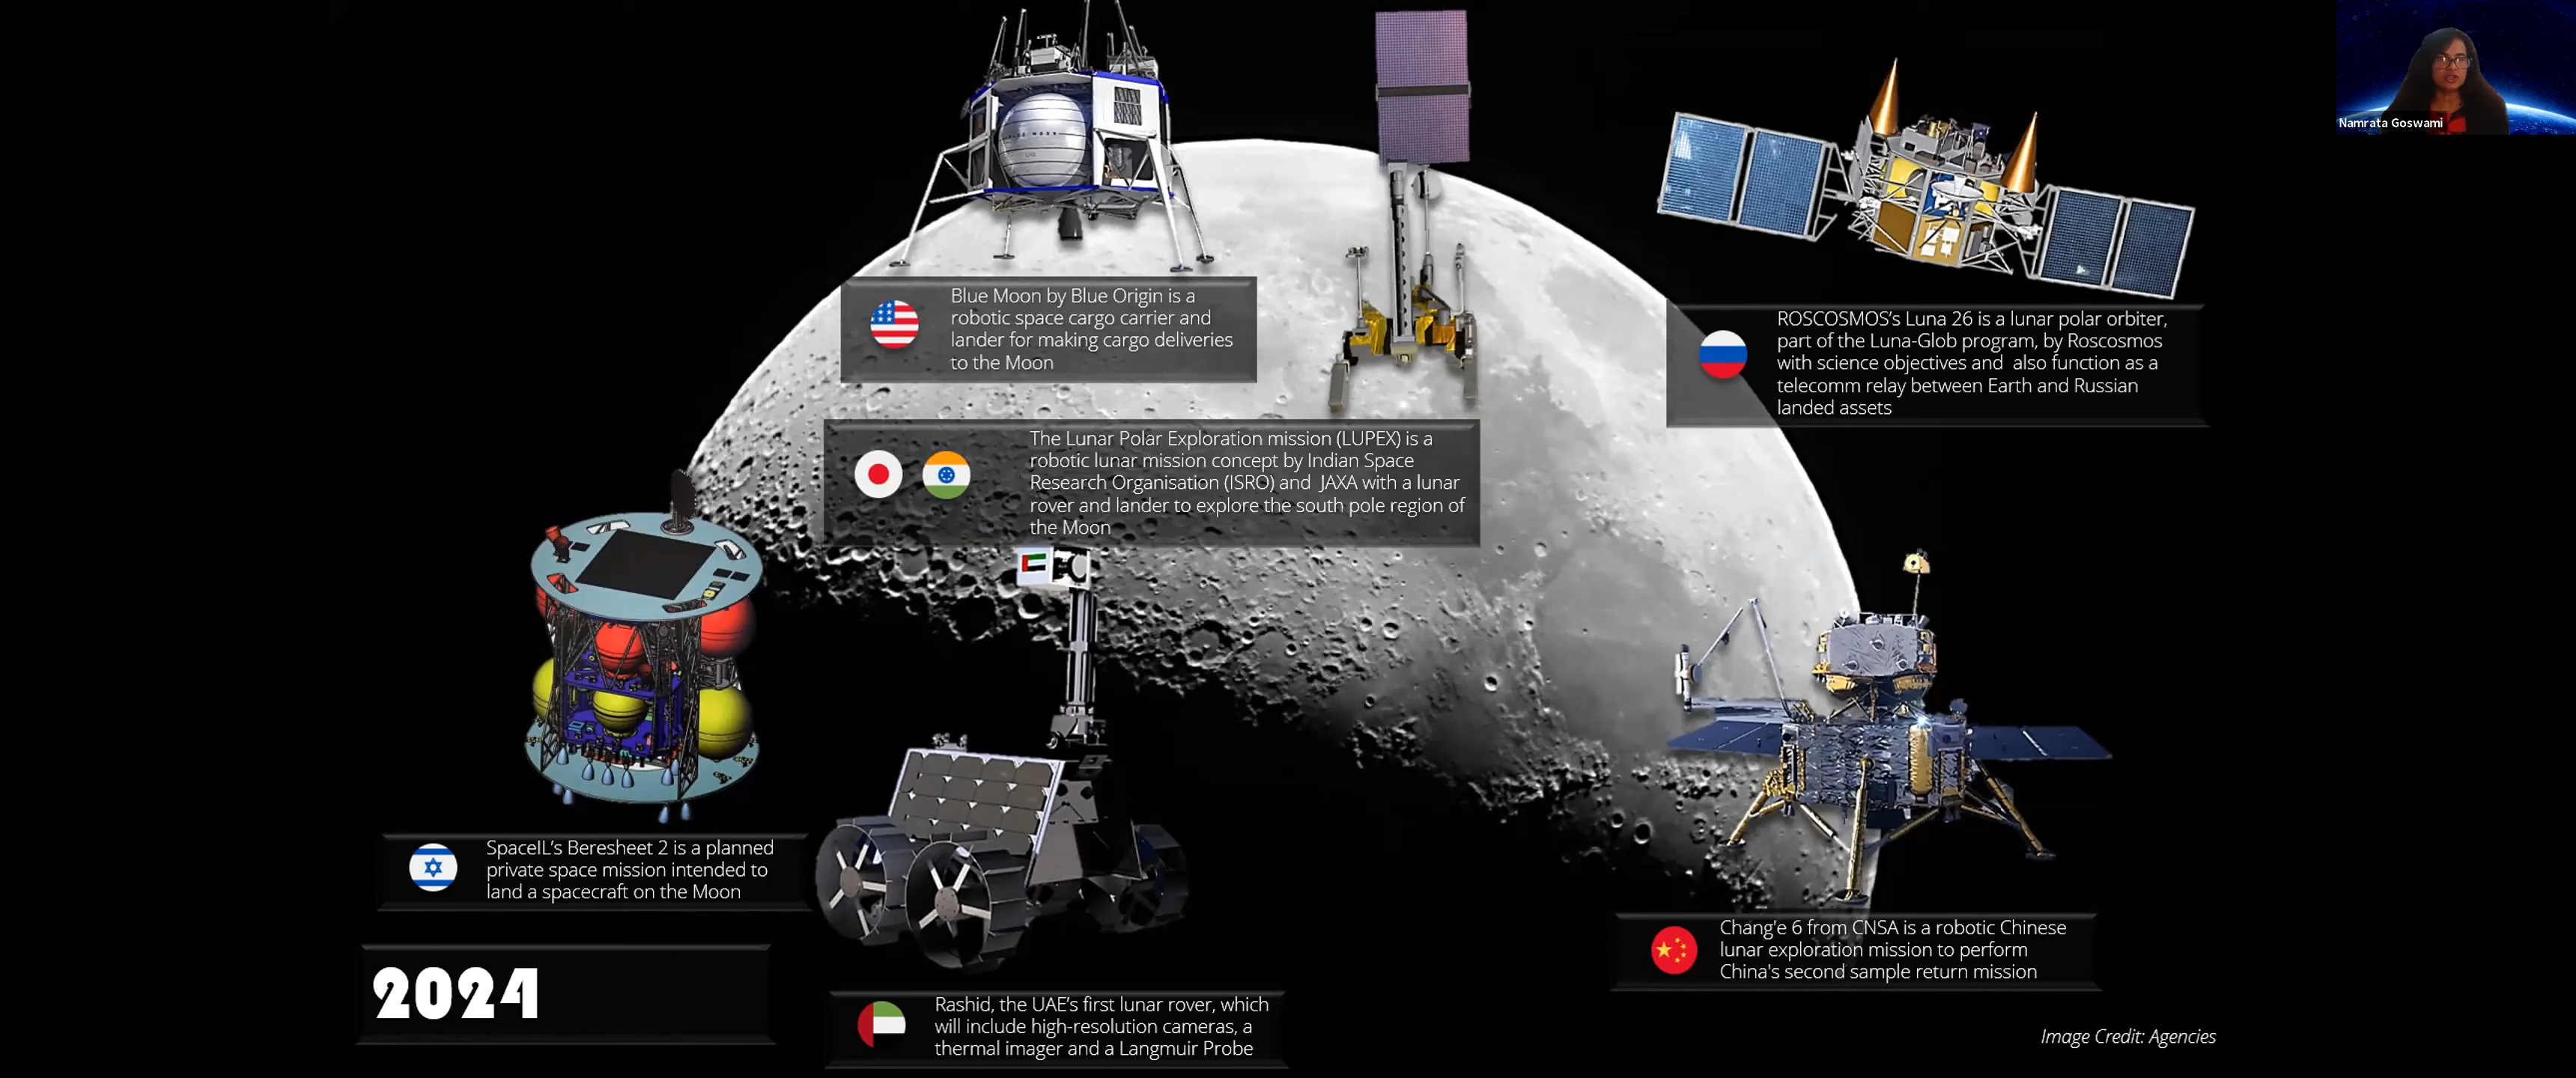 Namrata Goswami
Blue Moon by Blue Origin is a
robotic space cargo carrier and
lander for making cargo deliveries
to the Moon
ROSCOSMOS's Luna 26 is a lunar polar orbiter,
part of the Luna-Glob program, by Roscosmos
with science objectives and  also function as a
telecomm relay between Earth and Russian
landed assets
The Lunar Polar Exploration mission (LUPEX) is a
robotic lunar mission concept by Indian Space
Research Organisation (ISRO) and  JAXA with a lunar
rover and lander to explore the south pole region of
the Moon
SpaceIL's Beresheet 2 is a planned
private space mission intended to
land a spacecraft on the Moon
Chang'e 6 from CNSA is a robotic Chinese
lunar exploration mission to perform
China's second sample return mission
2024
Rashid, the UAE's first lunar rover, which
will include high-resolution cameras, a
thermal imager and a Langmuir Probe
Image Credit: Agencies